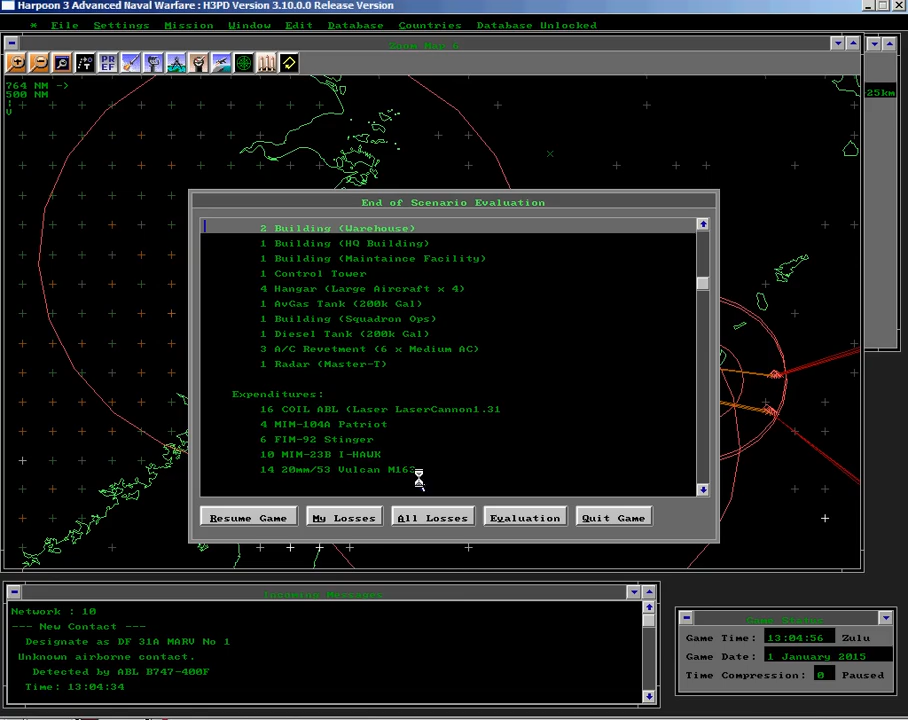 Harpoon 3 Advanced Naval Warfare : H3PD Version 3.10.0.0 Release Version
* File Settings Mission Window Edit Database Countries Database Unlocked
Zoom Map 6
PR
EF
764 NM ->
500 NM
|
V
25km
End of Scenario Evaluation
2 Building (Warehouse)
1 Building (HQ Building)
1 Building (Maintaince Facility)
1 Control Tower
4 Hangar (Large Aircraft x 4)
1 AvGas Tank (200k Gal)
1 Building (Squadron Ops)
1 Diesel Tank (200k Gal)
3 A/C Revetment (6 x Medium AC)
1 Radar (Master-T)
Expenditures:
16 COIL ABL (Laser LaserCannon1.31
4 MIM-104A Patriot
6 FIM-92 Stinger
10 MIM-23B I-HAWK
14 20mm/53 Vulcan M163
Resume Game My Losses All Losses Evaluation Quit Game
Incoming Messages
Network : 10
--- New Contact ---
Designate as DF 31A MARV No 1
Unknown airborne contact.
Detected by ABL B747-400F
Time: 13:04:34
Game Status
Game Time: 13:04:56 Zulu
Game Date: 1 January 2015
Time Compression: 0 Paused